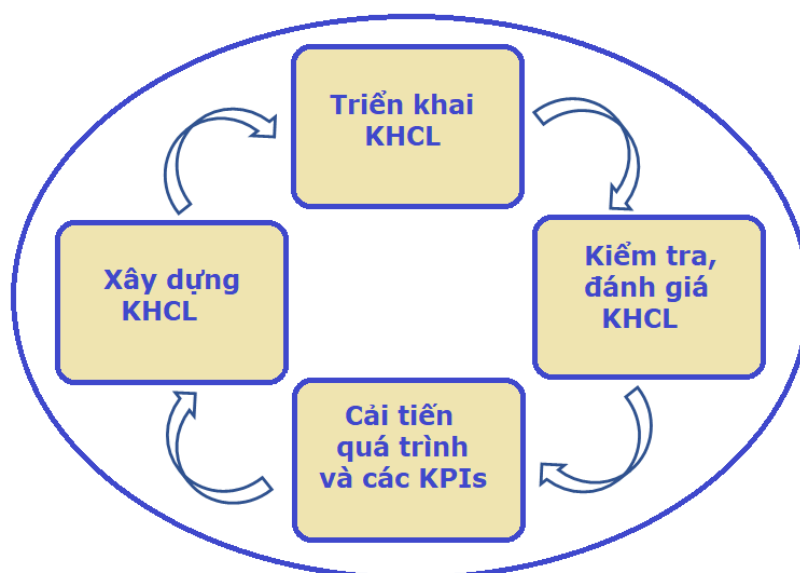 Triển khai
KHCL
Xây dựng
KHCL
Kiểm tra,
đánh giá
KHCL
Cải tiến
quá trình
và các KPIs